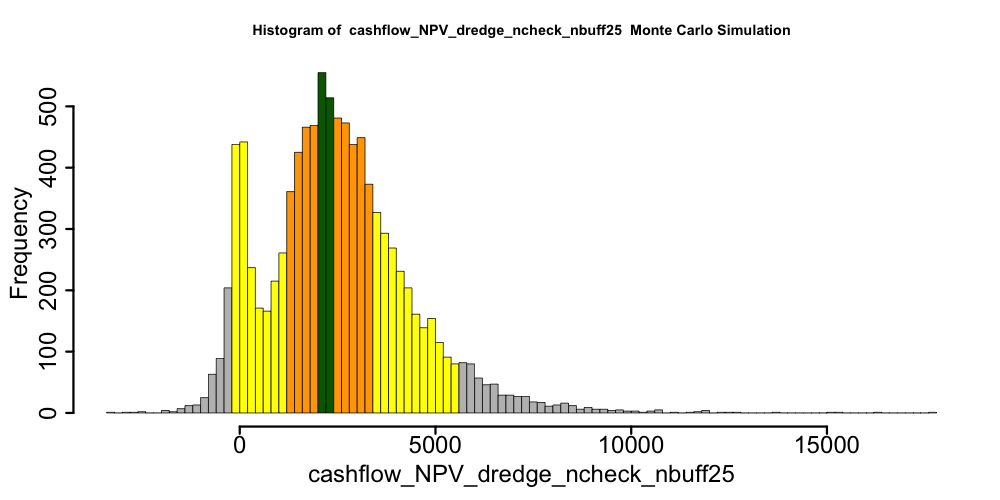 Histogram of  cashflow_NPV_dredge_ncheck_nbuff25  Monte Carlo Simulation
Frequency
500
400
300
200
100
0
0 5000 10000 15000
cashflow_NPV_dredge_ncheck_nbuff25